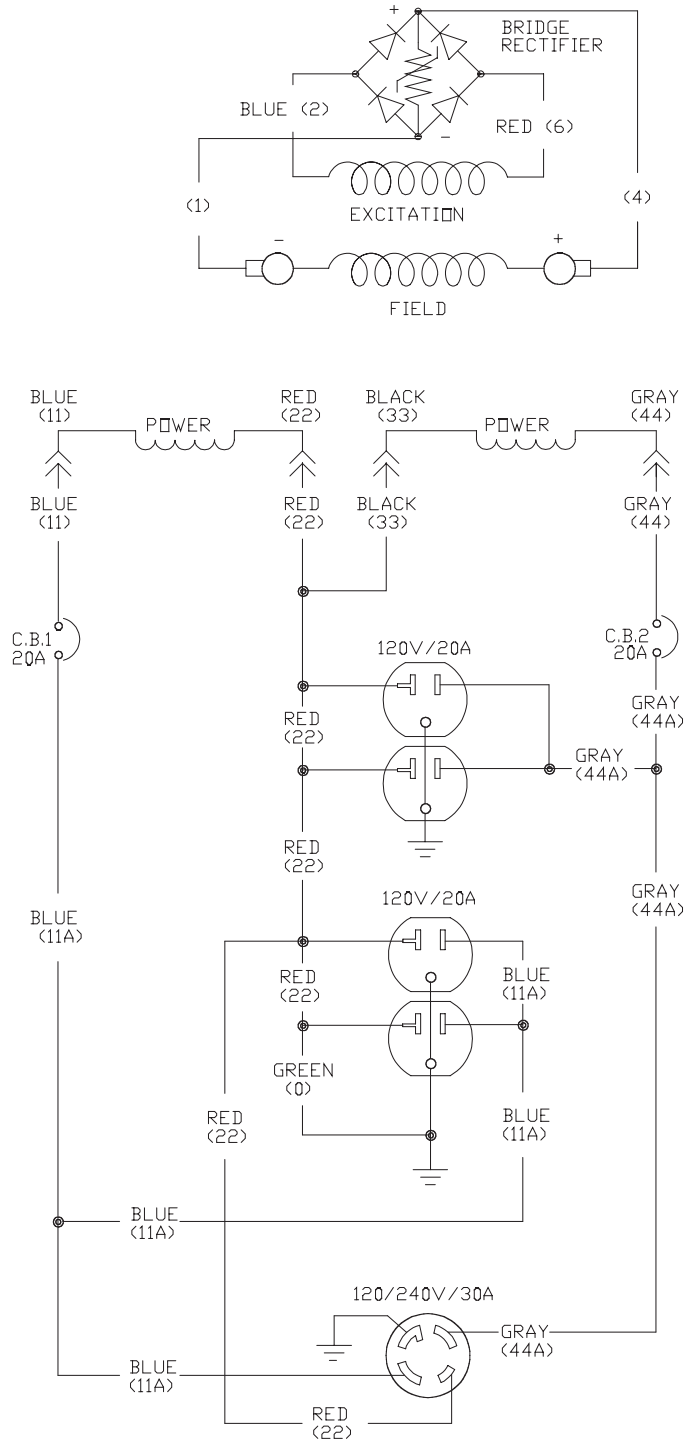 +
BRIDGE
RECTIFIER
BLUE (2)
RED (6)
-
(1)
(4)
EXCITATION
-
+
FIELD
BLUE
(11)
POWER
RED
(22)
BLACK
(33)
POWER
GRAY
(44)
BLUE
(11)
RED
(22)
BLACK
(33)
GRAY
(44)
C.B.1
20A
120V/20A
C.B.2
20A
RED
(22)
GRAY
(44A)
GRAY
(44A)
RED
(22)
120V/20A
GRAY
(44A)
BLUE
(11A)
RED
(22)
BLUE
(11A)
GREEN
(0)
RED
(22)
BLUE
(11A)
BLUE
(11A)
120/240V/30A
GRAY
(44A)
BLUE
(11A)
RED
(22)